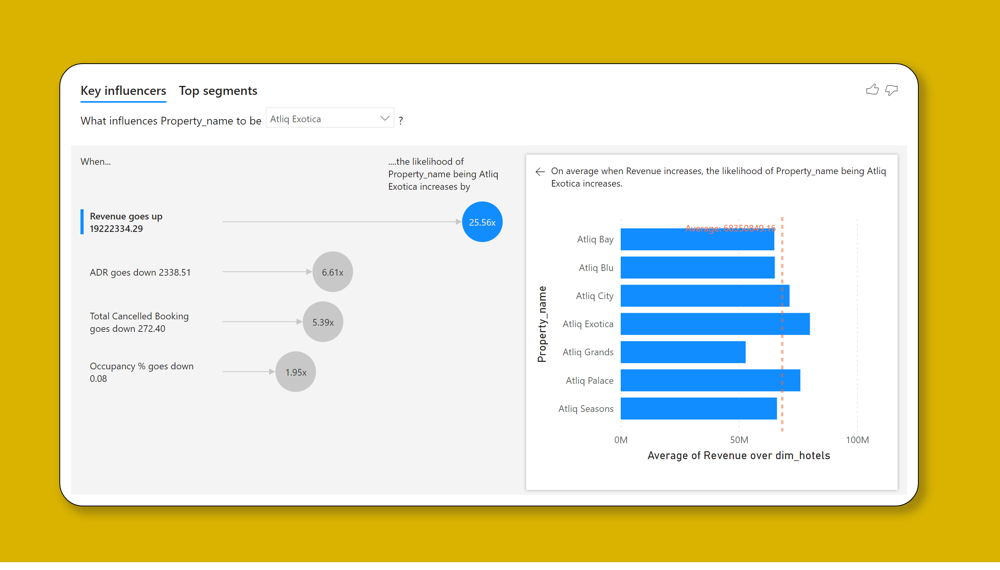 Key influencers Top segments
What influences Property_name to be Atliq Exotica ?
When...
....the likelihood of
Property_name being Atliq
Exotica increases by
Revenue goes up
19222334.29
25.56x
ADR goes down 2338.51
6.61x
Total Cancelled Booking
goes down 272.40
5.39x
Occupancy % goes down
0.08
1.95x
On average when Revenue increases, the likelihood of Property_name being Atliq
Exotica increases.
Average: 68350849.16
Property_name
Atliq Bay
Atliq Blu
Atliq City
Atliq Exotica
Atliq Grands
Atliq Palace
Atliq Seasons
0M 50M 100M
Average of Revenue over dim_hotels